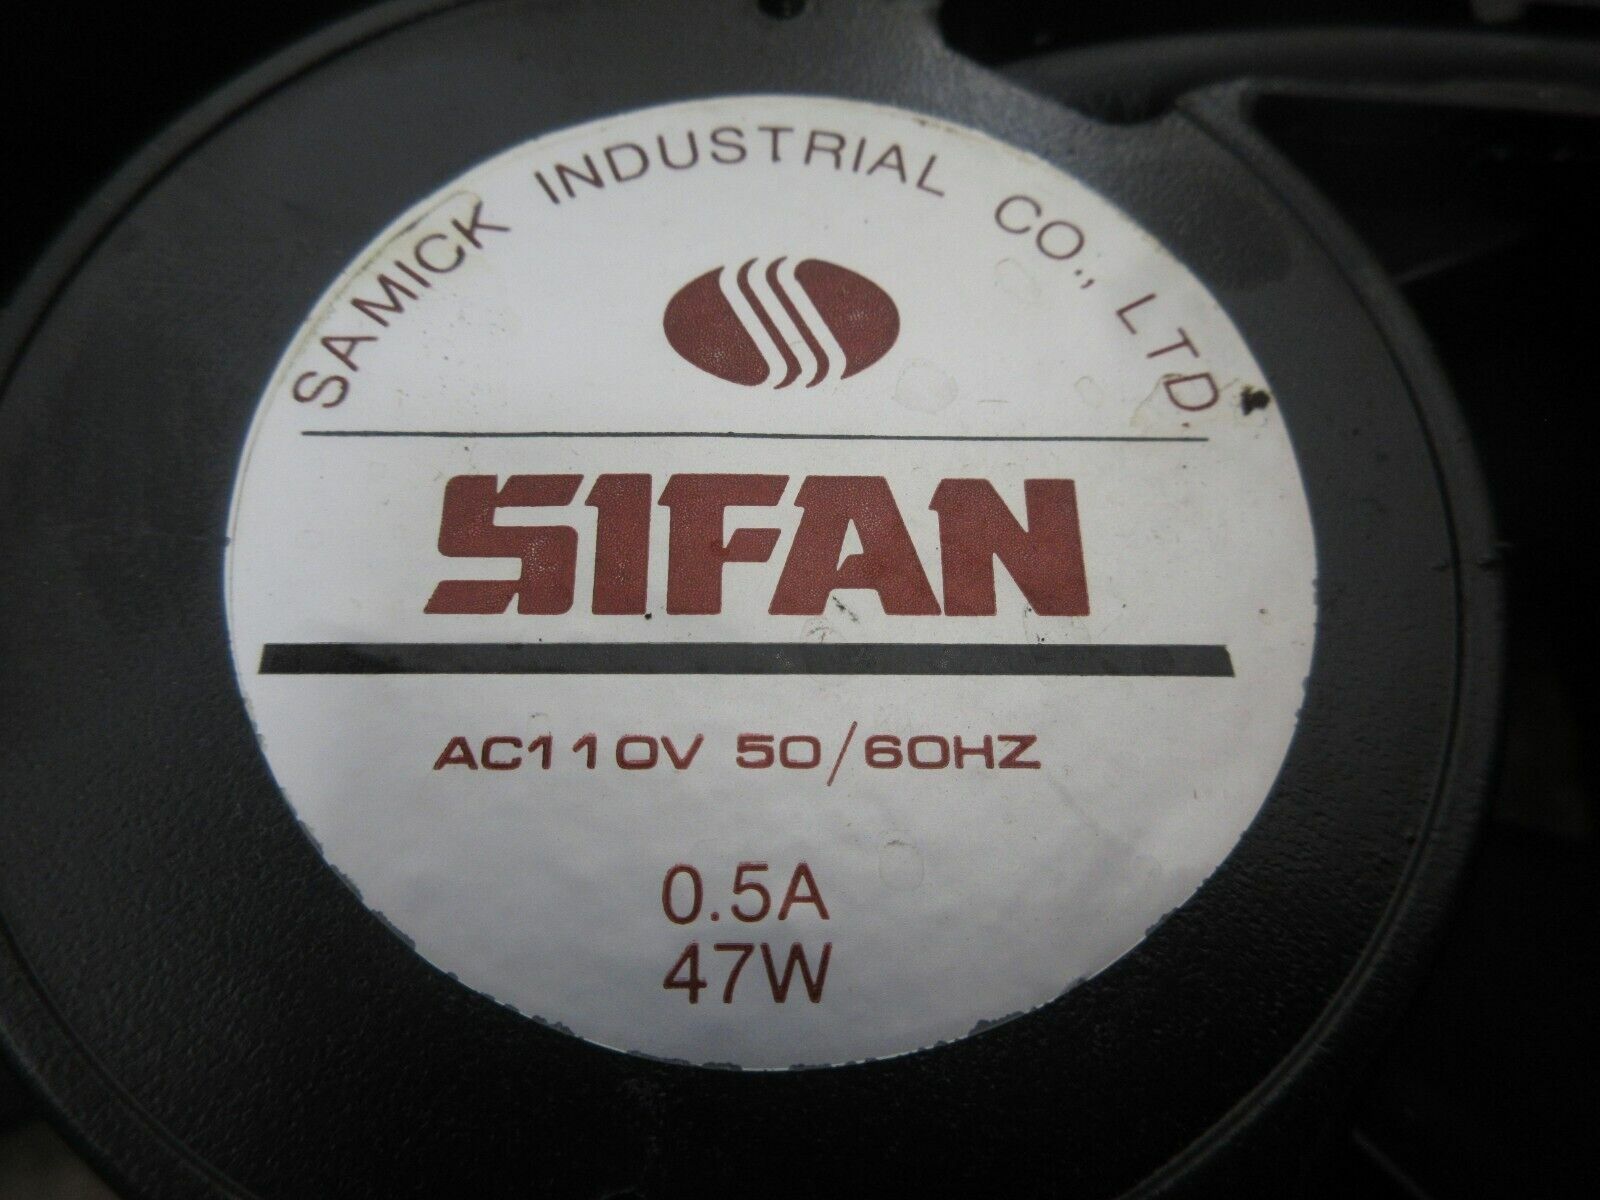 SAMICK INDUSTRIAL CO., LTD.
SIFAN
AC110V 50/60HZ
0.5A
47W